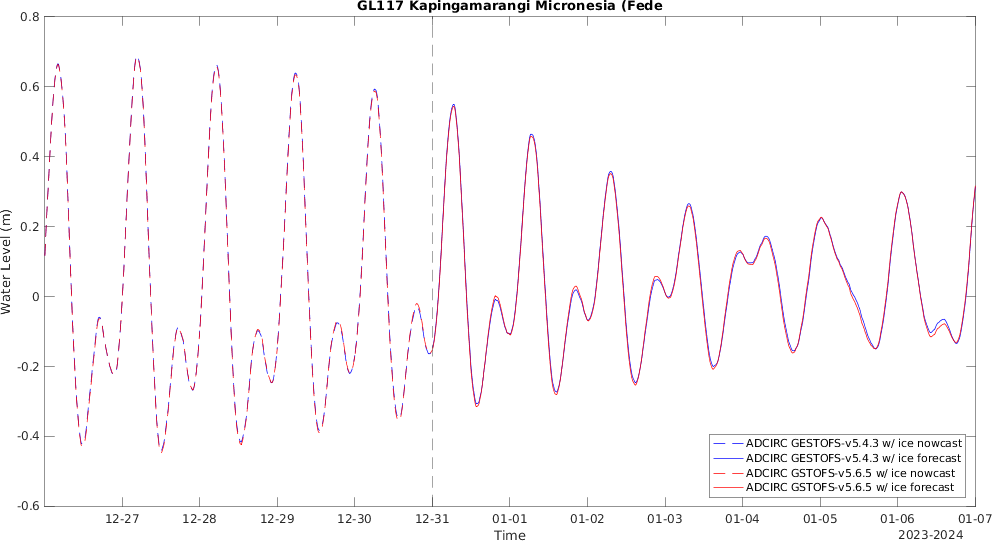 GL117 Kapingamarangi Micronesia (Fede
0.8
0.6
0.4
0.2
0
-0.2
-0.4
-0.6
Water Level (m)
ADCIRC GESTOFS-v5.4.3 w/ ice nowcast
ADCIRC GESTOFS-v5.4.3 w/ ice forecast
ADCIRC GSTOFS-v5.6.5 w/ ice nowcast
ADCIRC GSTOFS-v5.6.5 w/ ice forecast
12-27 12-28 12-29 12-30 12-31 01-01 01-02 01-03 01-04 01-05 01-06 01-07
Time
2023-2024